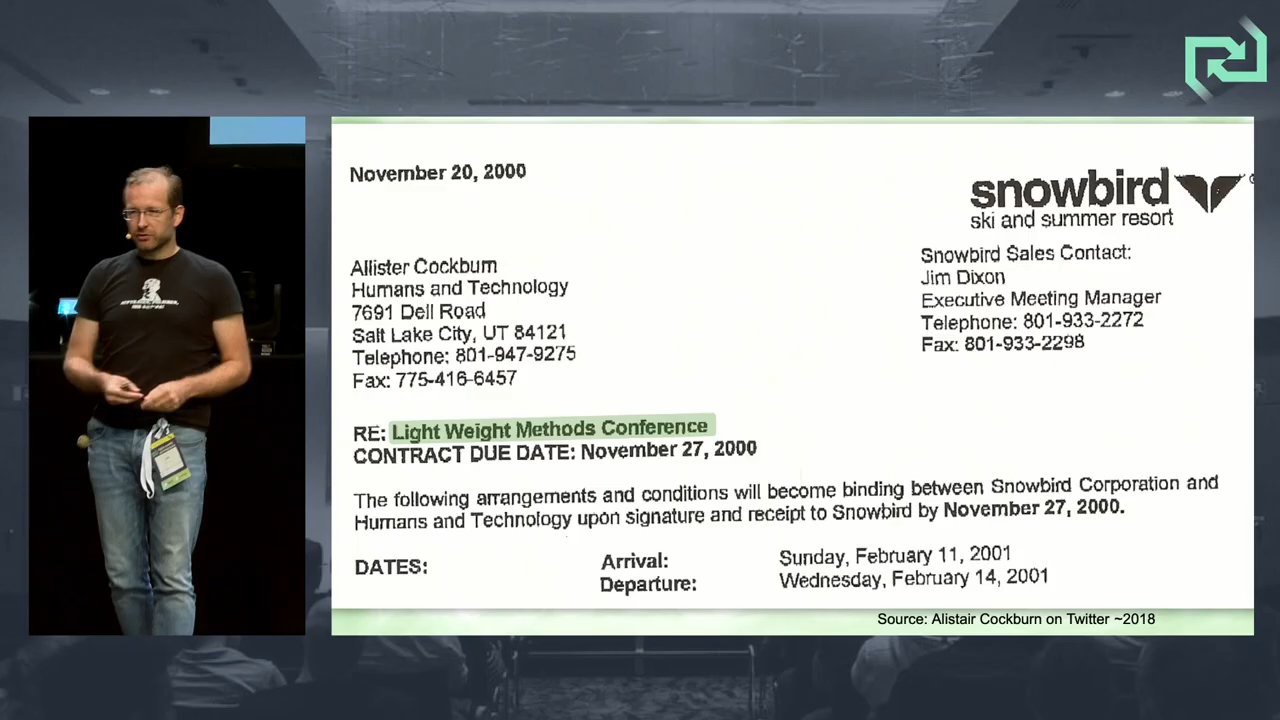 November 20, 2000
snowbird
ski and summer resort
Allister Cockburn
Humans and Technology
7691 Dell Road
Salt Lake City, UT 84121
Telephone: 801-947-9275
Fax: 775-416-6457
Snowbird Sales Contact:
Jim Dixon
Executive Meeting Manager
Telephone: 801-933-2272
Fax: 801-933-2298
RE: Light Weight Methods Conference
CONTRACT DUE DATE: November 27, 2000
The following arrangements and conditions will become binding between Snowbird Corporation and
Humans and Technology upon signature and receipt to Snowbird by November 27, 2000.
DATES:
Arrival: Sunday, February 11, 2001
Departure: Wednesday, February 14, 2001
Source: Alistair Cockburn on Twitter ~2018